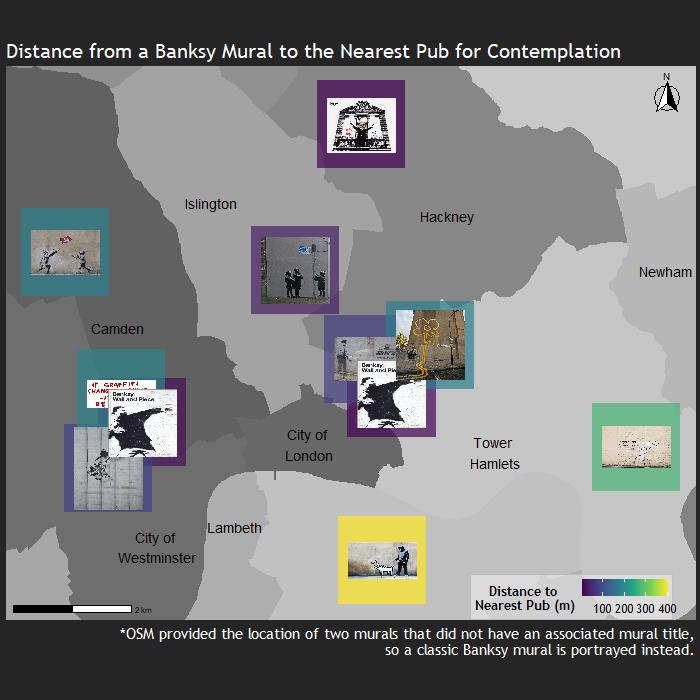 Distance from a Banksy Mural to the Nearest Pub for Contemplation
N
Islington
Hackney
Newham
Camden
IF GRAFFITI
CHANG
Banksy.
Wall and Piece
Banksy.
Wall and Pie
City of
London
Tower
Hamlets
Lambeth
City of
Westminster
Distance to
Nearest Pub (m)
100 200 300 400
2 km
*OSM provided the location of two murals that did not have an associated mural title,
so a classic Banksy mural is portrayed instead.